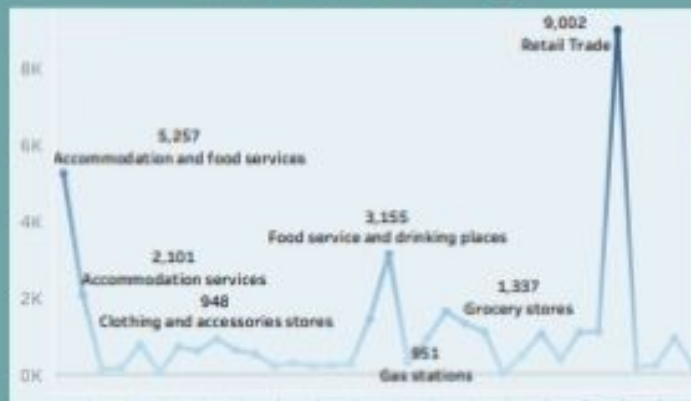 9,002
Retail Trade
8K
6K
5,257
Accommodation and food services
4K
3,155
Food service and drinking places
2,101
Accommodation services
948
Clothing and accessories stores
1,337
Grocery stores
2K
951
Gas stations
0K